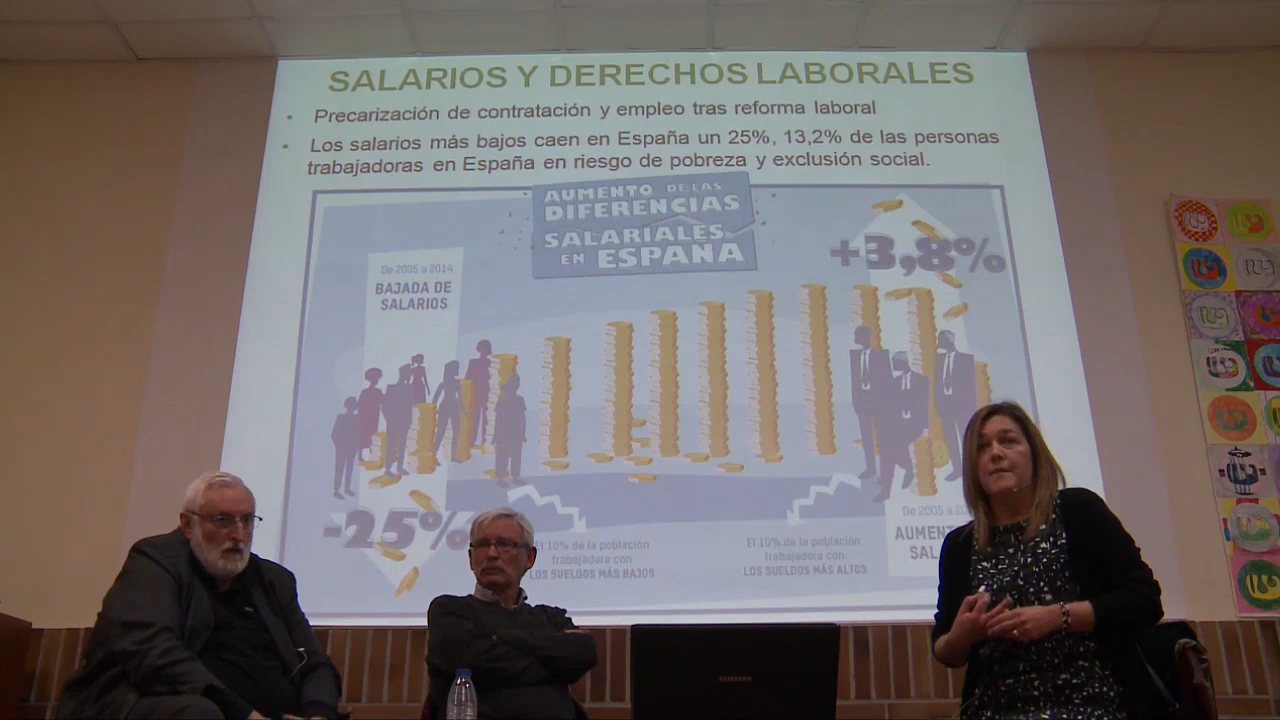 SALARIOS Y DERECHOS LABORALES
• Precarización de contratación y empleo tras reforma laboral
• Los salarios más bajos caen en España un 25%, 13,2% de las personas
trabajadoras en España en riesgo de pobreza y exclusión social.
AUMENTO DE LAS
DIFERENCIAS
SALARIALES
EN ESPAÑA
+3,8%
De 2005 a 2014
BAJADA DE
SALARIOS
-25%
El 10% de la población
trabajadora con
LOS SUELDOS MÁS BAJOS
El 10% de la población
trabajadora con
LOS SUELDOS MÁS ALTOS
De 2005 a
SAMSUNG